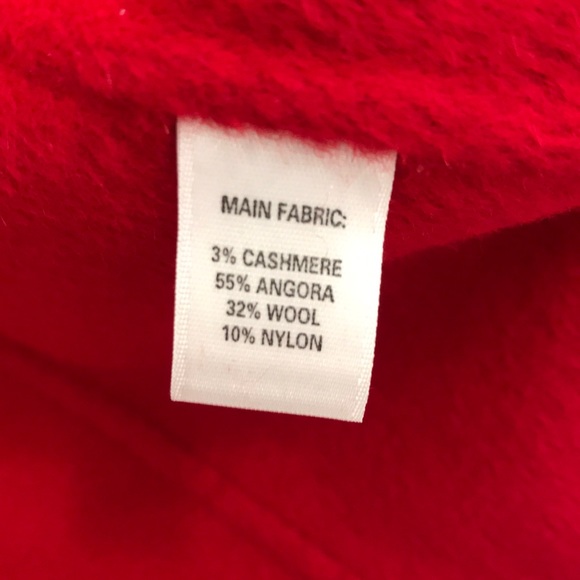 MAIN FABRIC:
3% CASHMERE
55% ANGORA
32% WOOL
10% NYLON